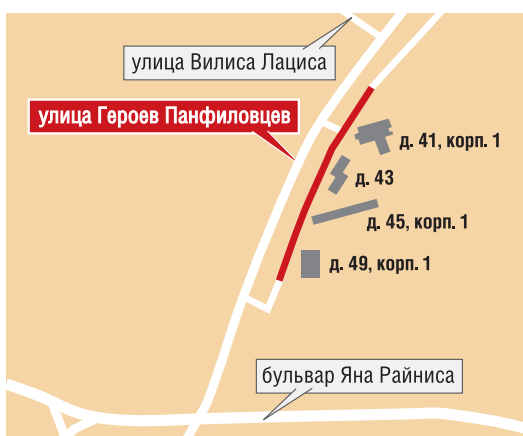 улица Вилиса Лациса
улица Героев Панфиловцев
д. 41, корп. 1
д. 43
д. 45, корп. 1
д. 49, корп. 1
бульвар Яна Райниса